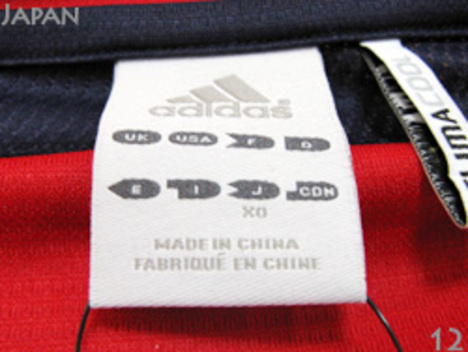 JAPAN
adidas
UK USA F D
E I J CDN
XO
MADE IN CHINA
FABRIQUÉ EN CHINE
CLIMACOOL
12